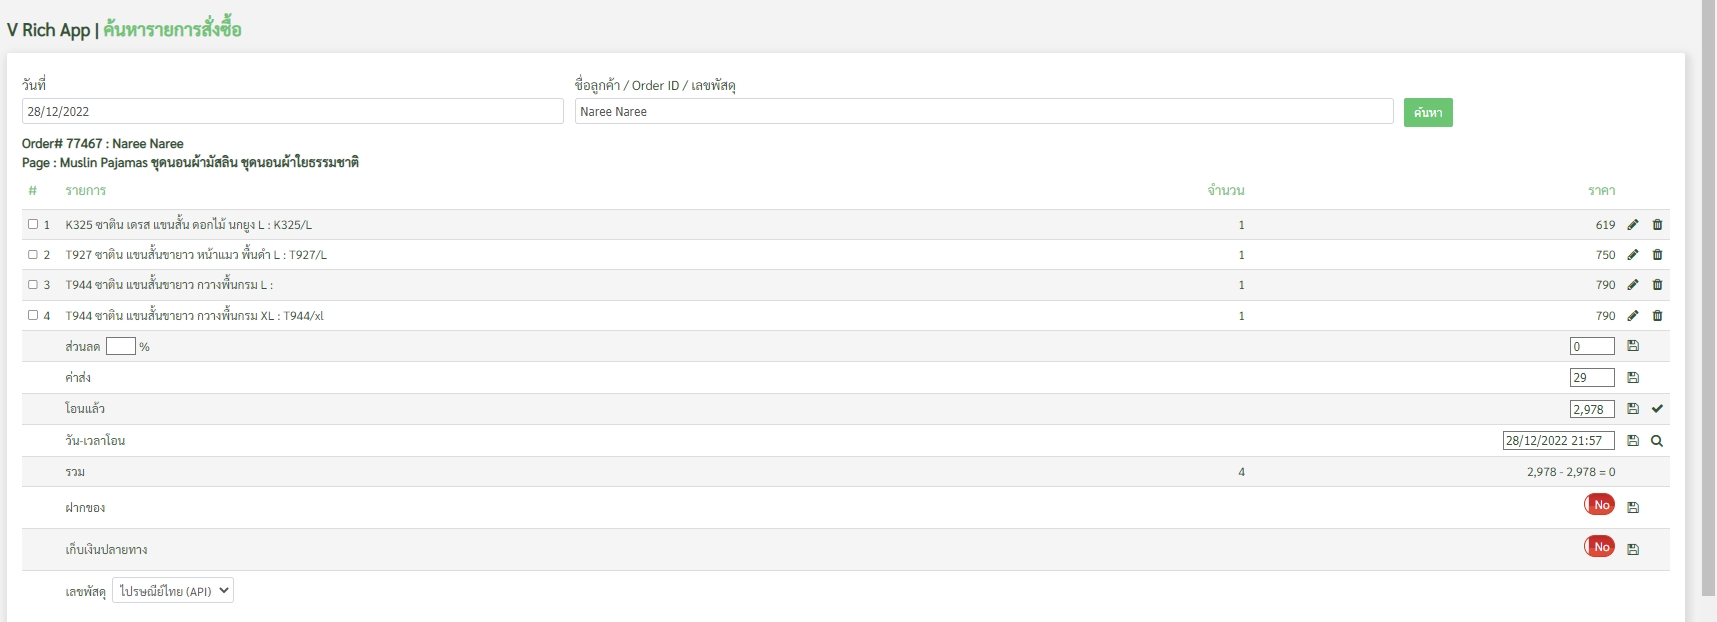 V Rich App | ค้นหารายการสั่งซื้อ
วันที่
ชื่อลูกค้า / Order ID / เลขพัสดุ
28/12/2022
Naree Naree
ค้นหา
Order# 77467 : Naree Naree
Page : Muslin Pajamas ชุดนอนผ้ามัสลิน ชุดนอนผ้าใยธรรมชาติ
# รายการ จำนวน ราคา
1 K325 ซาติน เดรส แขนสั้น ดอกไม้ นกยูง L : K325/L 1 619
2 T927 ซาติน แขนสั้นขายาว หน้าแมว พื้นดำ L : T927/L 1 750
3 T944 ซาติน แขนสั้นขายาว กวางพื้นกรม L : 1 790
4 T944 ซาติน แขนสั้นขายาว กวางพื้นกรม XL : T944/xl 1 790
ส่วนลด % 0
ค่าส่ง 29
โอนแล้ว 2,978
วัน-เวลาโอน 28/12/2022 21:57
รวม 4 2,978 - 2,978 = 0
ฝากของ No
เก็บเงินปลายทาง No
เลขพัสดุ ไปรษณีย์ไทย (API)